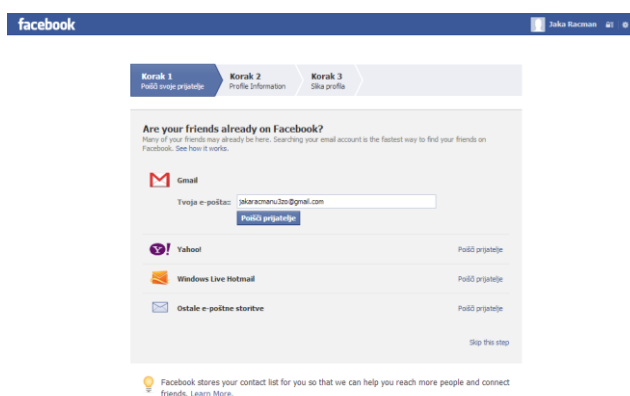 facebook
Jaka Racman
Korak 1
Poišči svoje prijatelje
Korak 2
Profile Information
Korak 3
Slika profila
Are your friends already on Facebook?
Many of your friends may already be here. Searching your email account is the fastest way to find your friends on
Facebook. See how it works.
Gmail
Tvoja e-pošta:: jakaracmanu3zo@gmail.com
Poišči prijatelje
Yahoo! Poišči prijatelje
Windows Live Hotmail Poišči prijatelje
Ostale e-poštne storitve Poišči prijatelje
Skip this step
Facebook stores your contact list for you so that we can help you reach more people and connect
friends. Learn More.